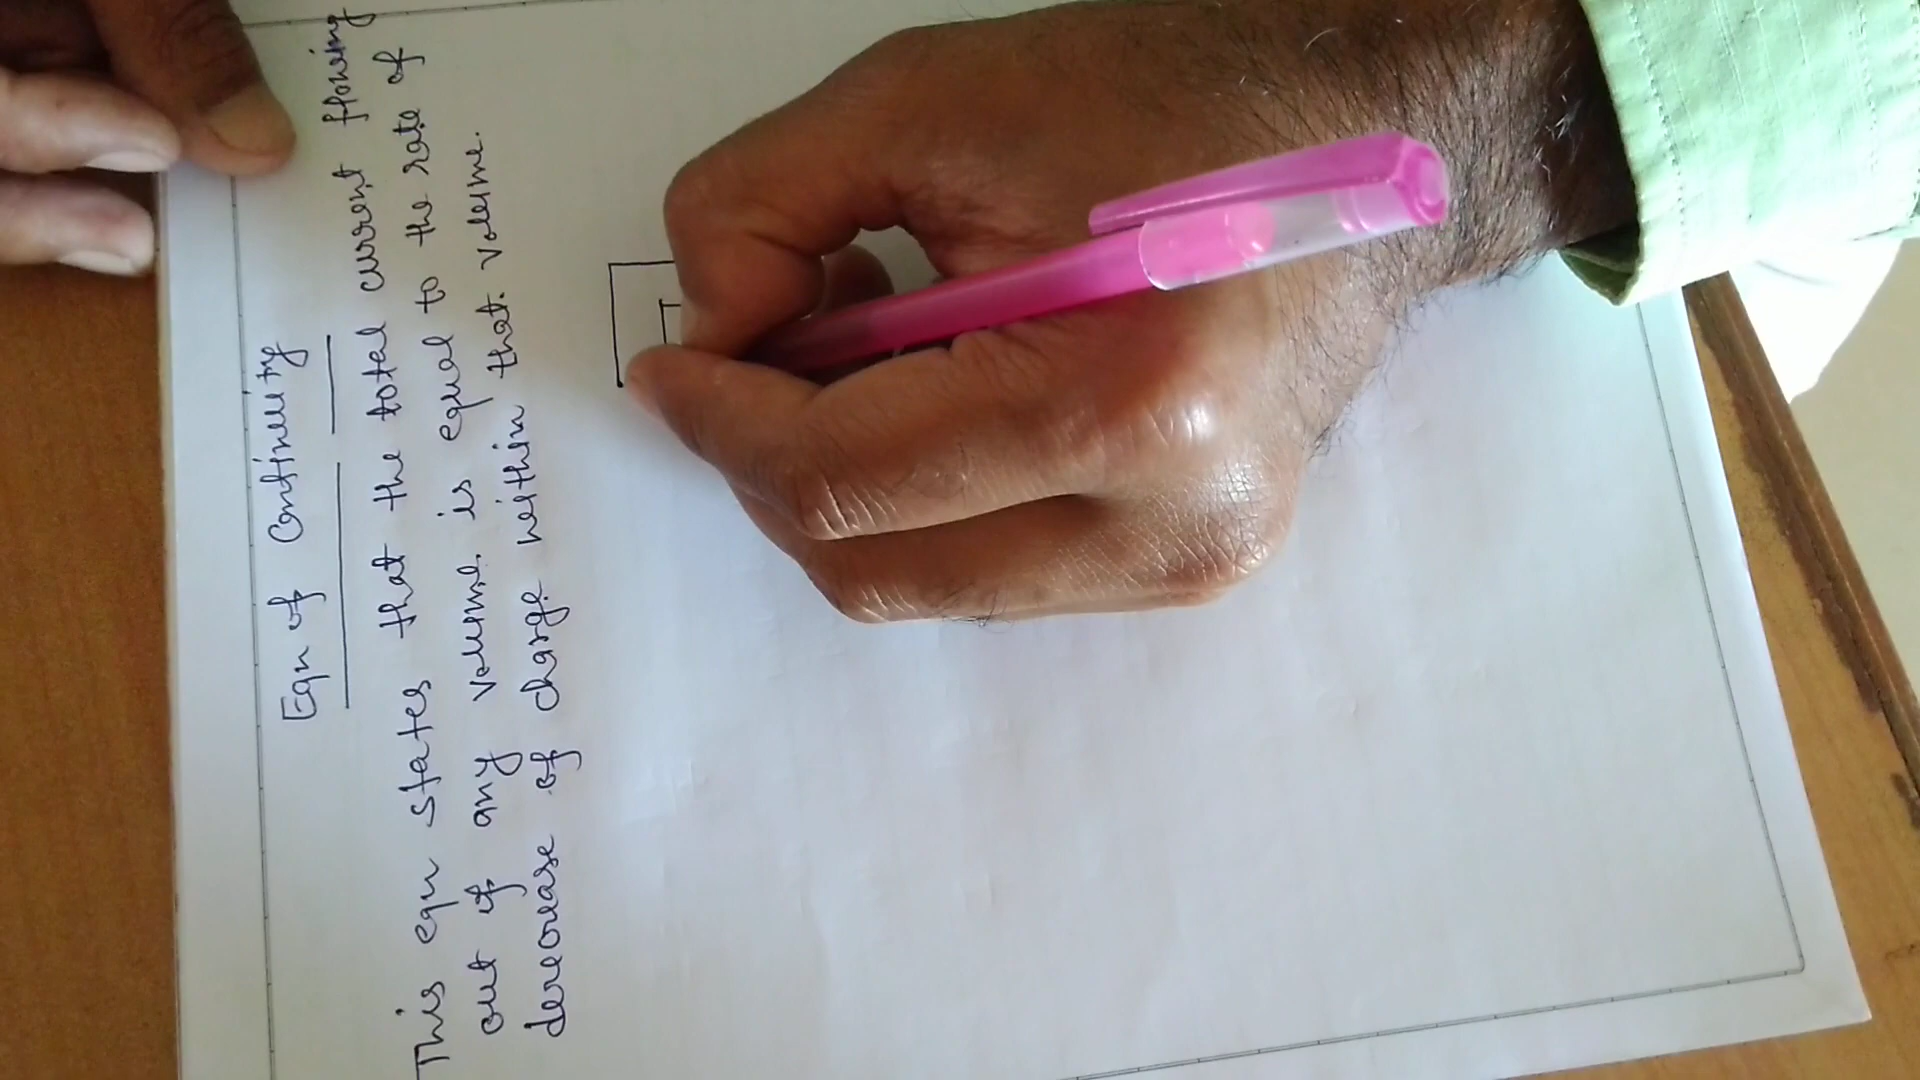 Eqn of Continuity
This eqn states that the total current flowing
out of any volume is equal to the rate of
decrease of charge within that volume.